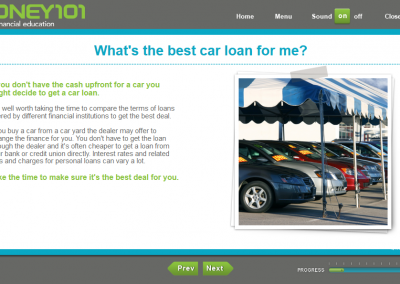 ONEY101
nancial education
Home Menu Sound on off Close
What's the best car loan for me?
you don't have the cash upfront for a car you
ght decide to get a car loan.
well worth taking the time to compare the terms of loans
ered by different financial institutions to get the best deal.
ou buy a car from a car yard the dealer may offer to
ange the finance for you. You don't have to get the loan
ough the dealer and it's often cheaper to get a loan from
r bank or credit union directly. Interest rates and related
s and charges for personal loans can vary a lot.
ke the time to make sure it's the best deal for you.
Prev Next
PROGRESS